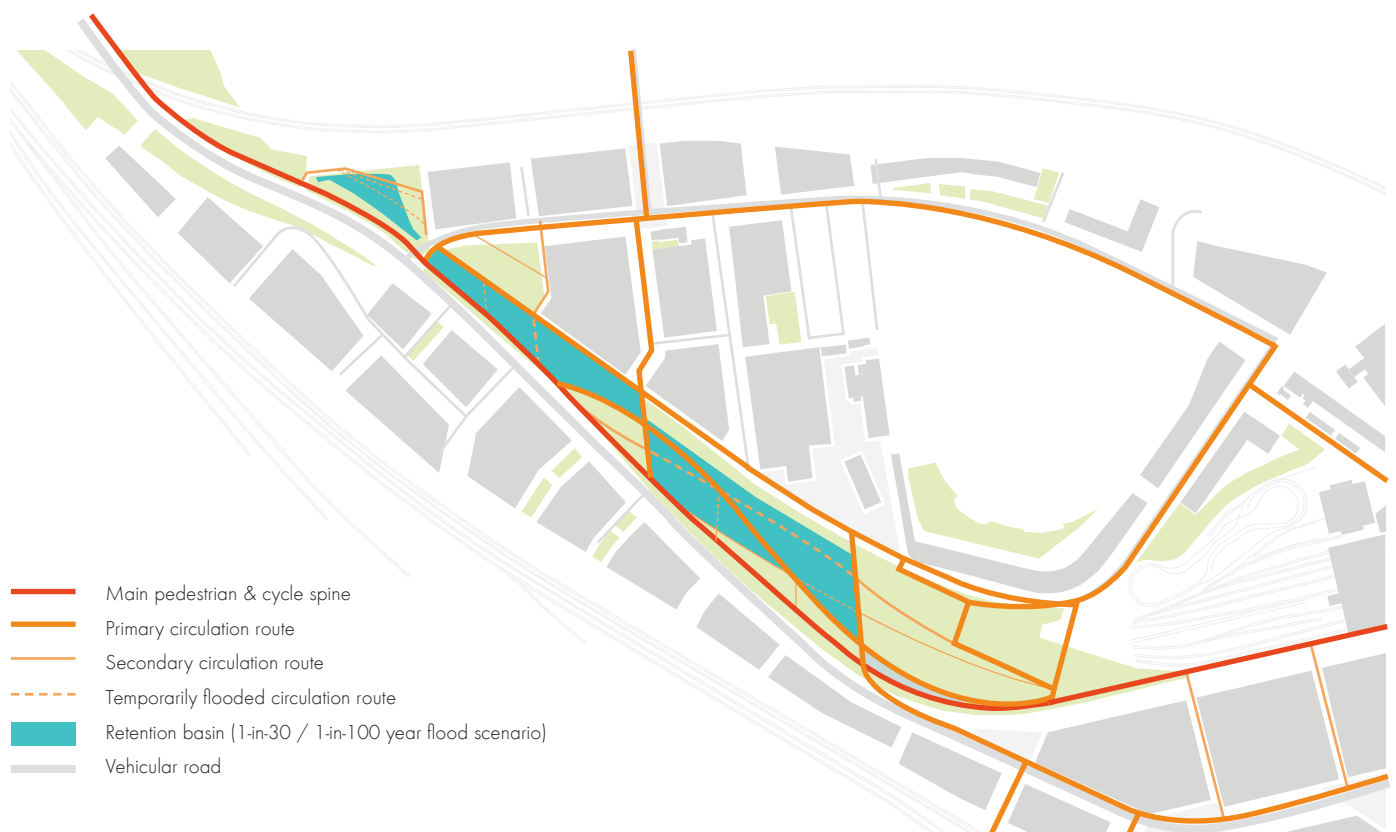 Main pedestrian & cycle spine
Primary circulation route
Secondary circulation route
Temporarily flooded circulation route
Retention basin (1-in-30 / 1-in-100 year flood scenario)
Vehicular road